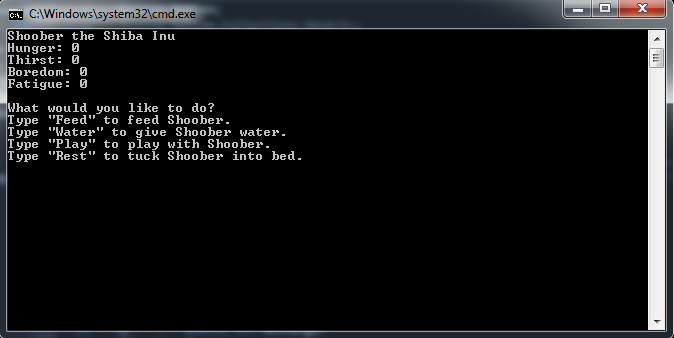 C:\Windows\system32\cmd.exe
Shoober the Shiba Inu
Hunger: 0
Thirst: 0
Boredom: 0
Fatigue: 0
What would you like to do?
Type "Feed" to feed Shoober.
Type "Water" to give Shoober water.
Type "Play" to play with Shoober.
Type "Rest" to tuck Shoober into bed.